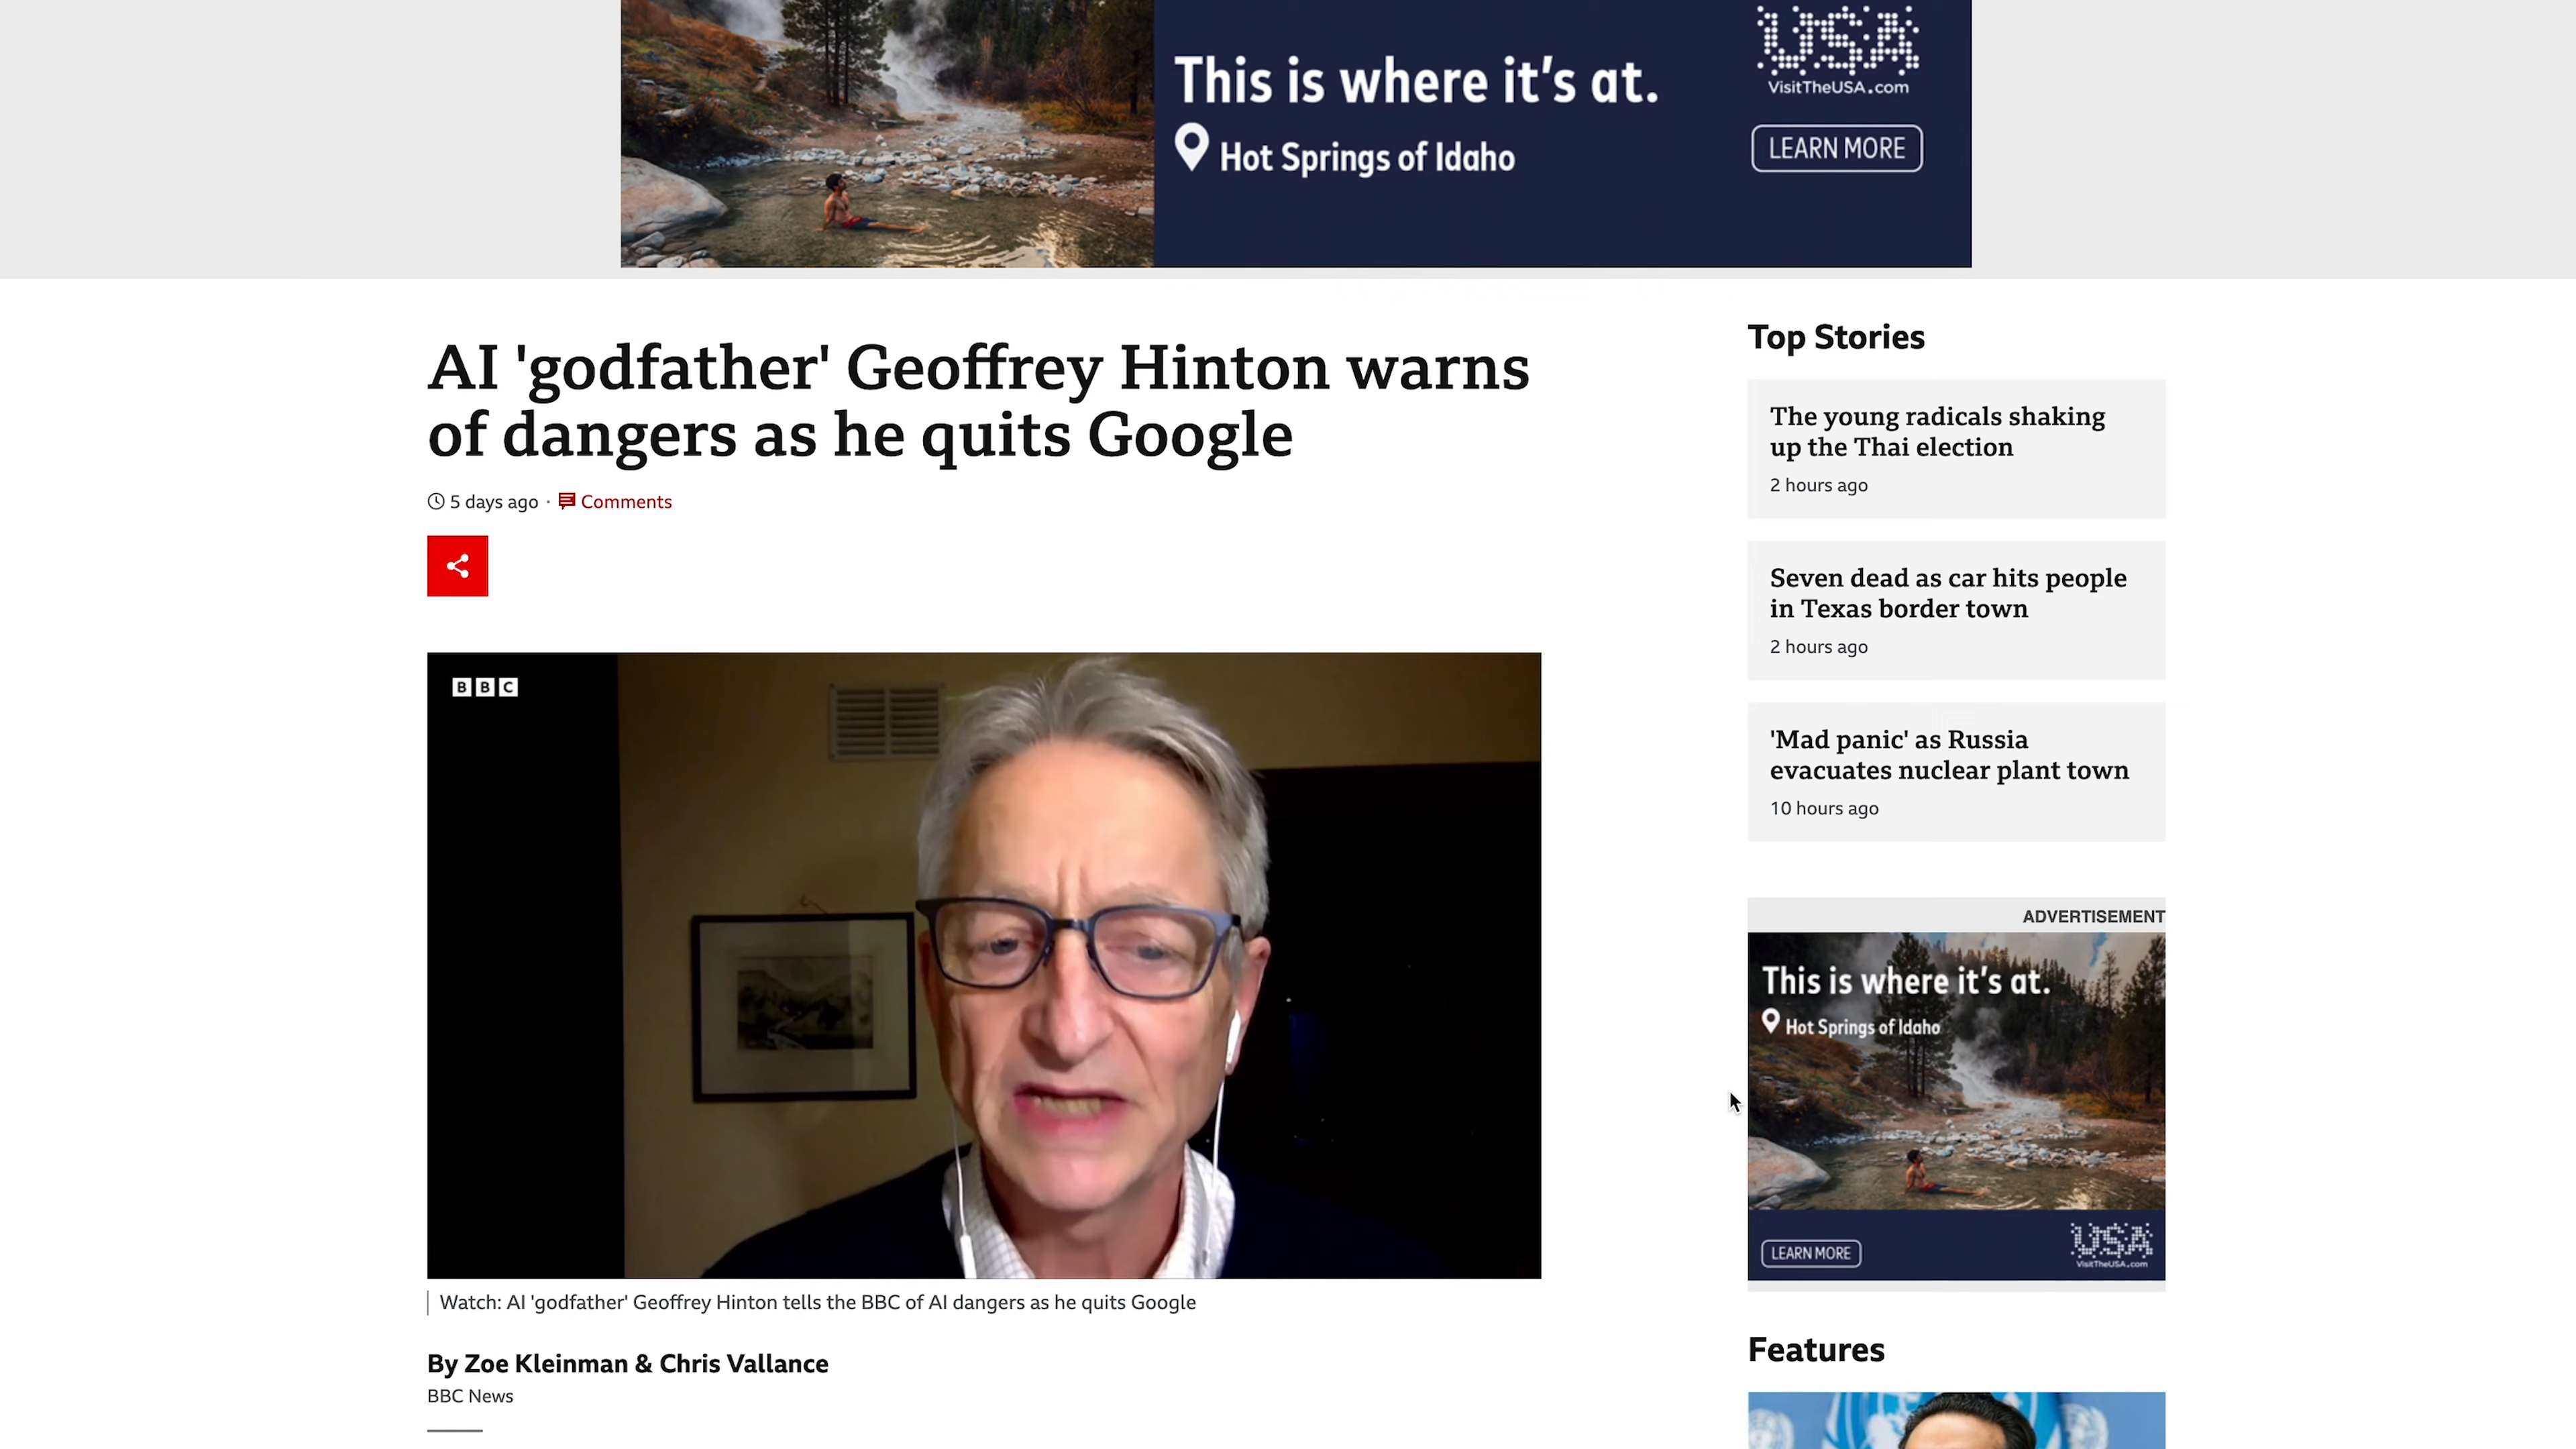 This is where it's at.
Hot Springs of Idaho
USA
VisitTheUSA.com
LEARN MORE
AI 'godfather' Geoffrey Hinton warns
of dangers as he quits Google
5 days ago · Comments
BBC
Watch: AI 'godfather' Geoffrey Hinton tells the BBC of AI dangers as he quits Google
By Zoe Kleinman & Chris Vallance
BBC News
Top Stories
The young radicals shaking
up the Thai election
2 hours ago
Seven dead as car hits people
in Texas border town
2 hours ago
'Mad panic' as Russia
evacuates nuclear plant town
10 hours ago
ADVERTISEMENT
This is where it's at.
Hot Springs of Idaho
LEARN MORE
USA
VisitTheUSA.com
Features